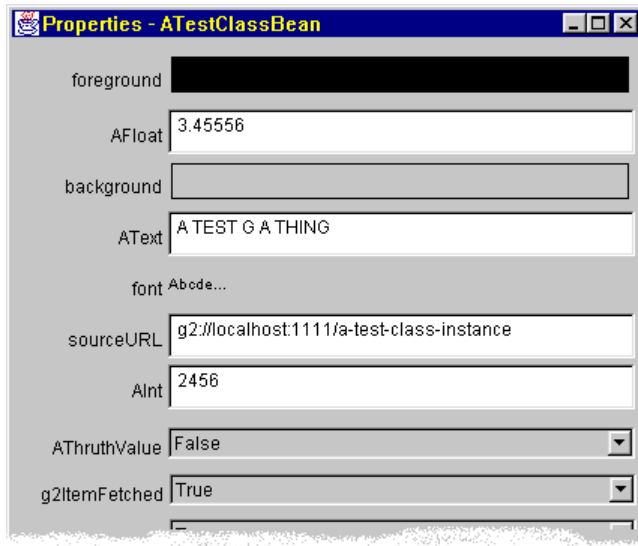 Properties - ATestClassBean
foreground
AFloat 3.45556
background
AText A TEST G A THING
font Abcde...
sourceURL g2://localhost:1111/a-test-class-instance
AInt 2456
AThruthValue False
g2ItemFetched True